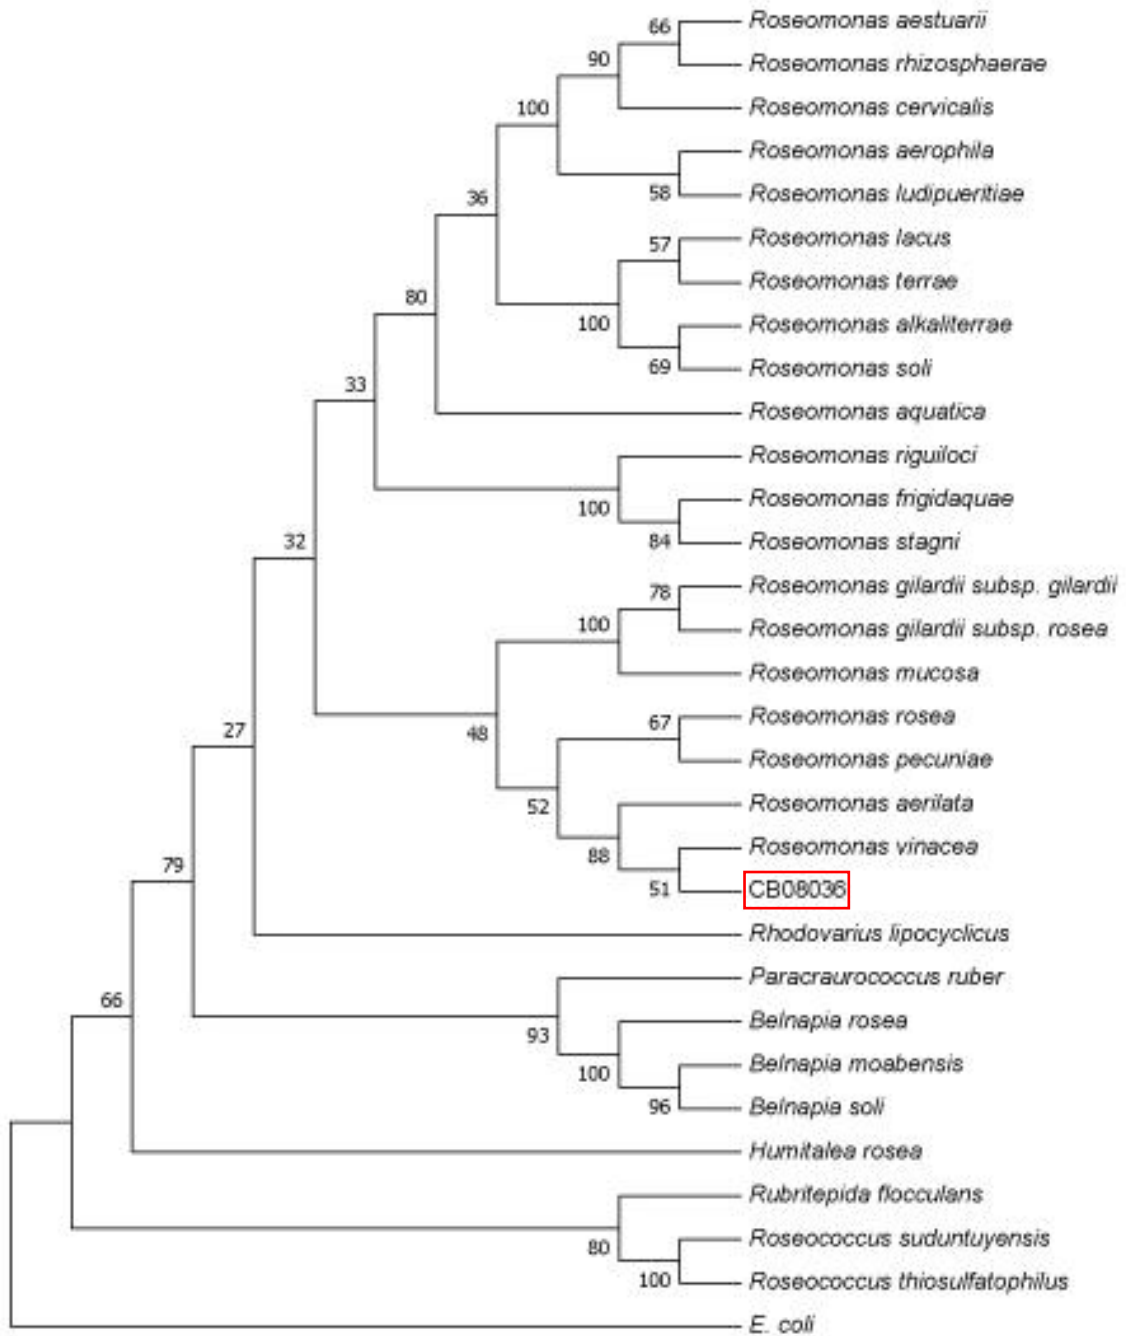 66 Roseomonas aestuarii
90 Roseomonas rhizosphaerae
100 Roseomonas cervicalis
Roseomonas aerophila
58 Roseomonas ludipueritiae
36
57 Roseomonas lacus
Roseomonas terrae
80
100 Roseomonas alkaliterrae
69 Roseomonas soli
33 Roseomonas aquatica
Roseomonas riguiloci
100 Roseomonas frigidaquae
84 Roseomonas stagni
32
78 Roseomonas gilardii subsp. gilardii
100 Roseomonas gilardii subsp. rosea
Roseomonas mucosa
27 48 67 Roseomonas rosea
Roseomonas pecuniae
52 Roseomonas aerilata
88 Roseomonas vinacea
79 51 CB08036
Rhodovarius lipocyclicus
Paracraurococcus ruber
66 93 Belnapia rosea
100 Belnapia moabensis
96 Belnapia soli
Humitalea rosea
Rubritepida flocculans
80 Roseococcus suduntuyensis
100 Roseococcus thiosulfatophilus
E. coli